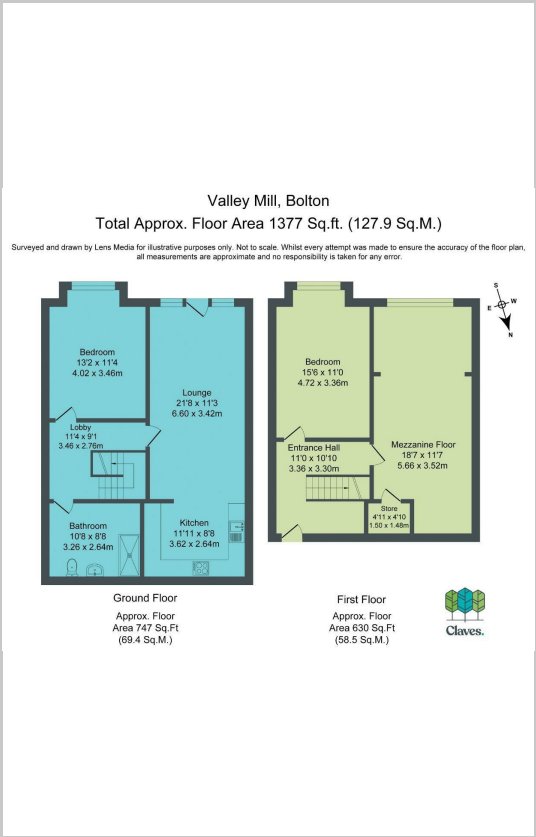 Valley Mill, Bolton
Total Approx. Floor Area 1377 Sq.ft. (127.9 Sq.M.)
Surveyed and drawn by Lens Media for illustrative purposes only. Not to scale. Whilst every attempt was made to ensure the accuracy of the floor plan,
all measurements are approximate and no responsibility is taken for any error.
S
W
E
N
Bedroom
13'2 x 11'4
4.02 x 3.46m
Lounge
21'8 x 11'3
6.60 x 3.42m
Lobby
11'4 x 9'1
3.46 x 2.76m
Bathroom
10'8 x 8'8
3.26 x 2.64m
Kitchen
11'11 x 8'8
3.62 x 2.64m
Bedroom
15'6 x 11'0
4.72 x 3.36m
Entrance Hall
11'0 x 10'10
3.36 x 3.30m
Mezzanine Floor
18'7 x 11'7
5.66 x 3.52m
Store
4'11 x 4'10
1.50 x 1.48m
Ground Floor
Approx. Floor
Area 747 Sq.Ft
(69.4 Sq.M.)
First Floor
Approx. Floor
Area 630 Sq.Ft
(58.5 Sq.M.)
Claves.